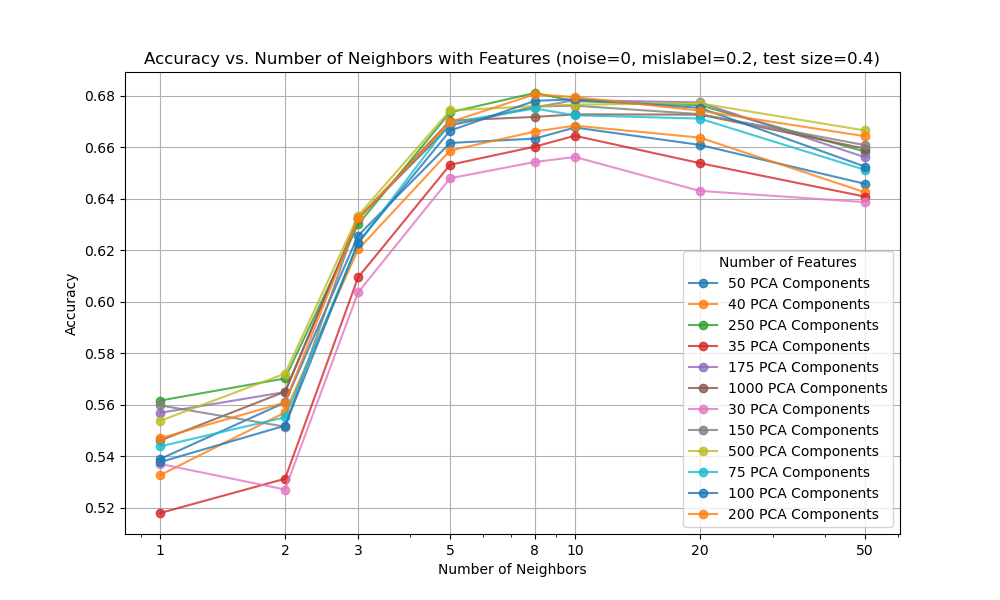 Accuracy vs. Number of Neighbors with Features (noise=0, mislabel=0.2, test size=0.4)
0.68
0.66
0.64
0.62
0.60
0.58
0.56
0.54
0.52
Accuracy
Number of Features
50 PCA Components
40 PCA Components
250 PCA Components
35 PCA Components
175 PCA Components
1000 PCA Components
30 PCA Components
150 PCA Components
500 PCA Components
75 PCA Components
100 PCA Components
200 PCA Components
1 2 3 5 8 10 20 50
Number of Neighbors